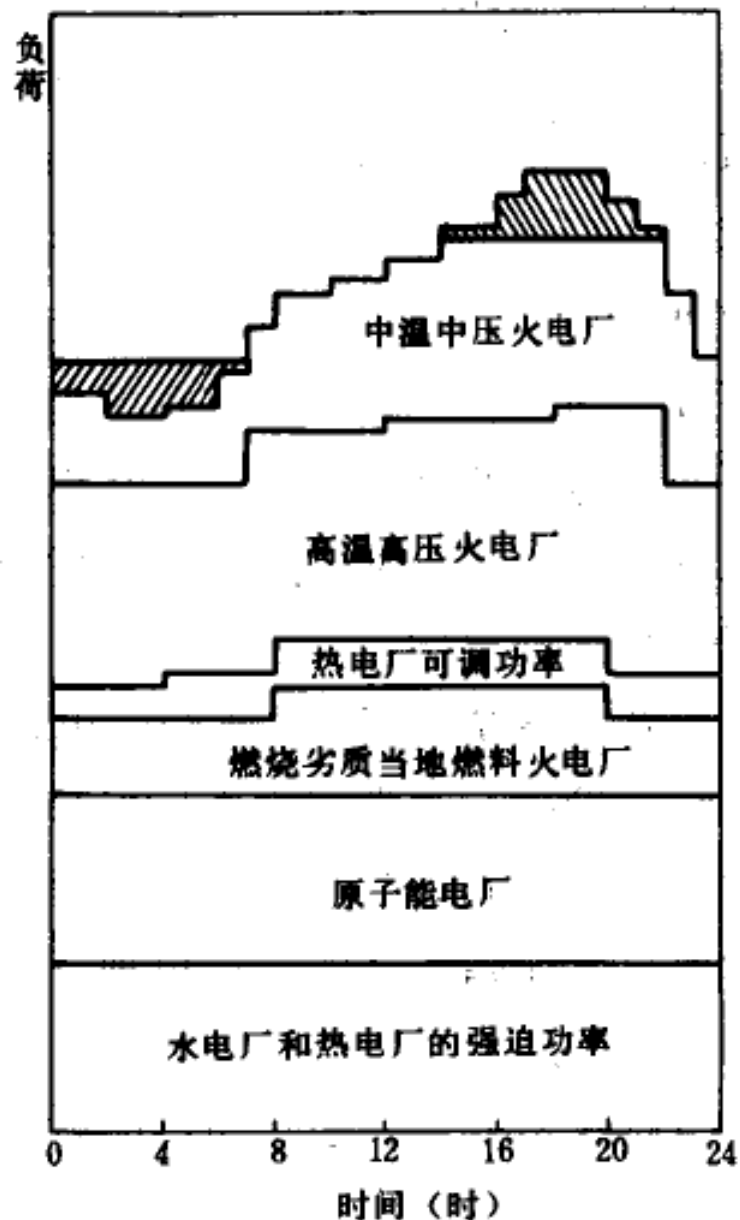 负
荷
中温中压火电厂
高温高压火电厂
热电厂可调功率
燃烧劣质当地燃料火电厂
原子能电厂
水电厂和热电厂的强迫功率
0 4 8 12 16 20 24
时间（时）